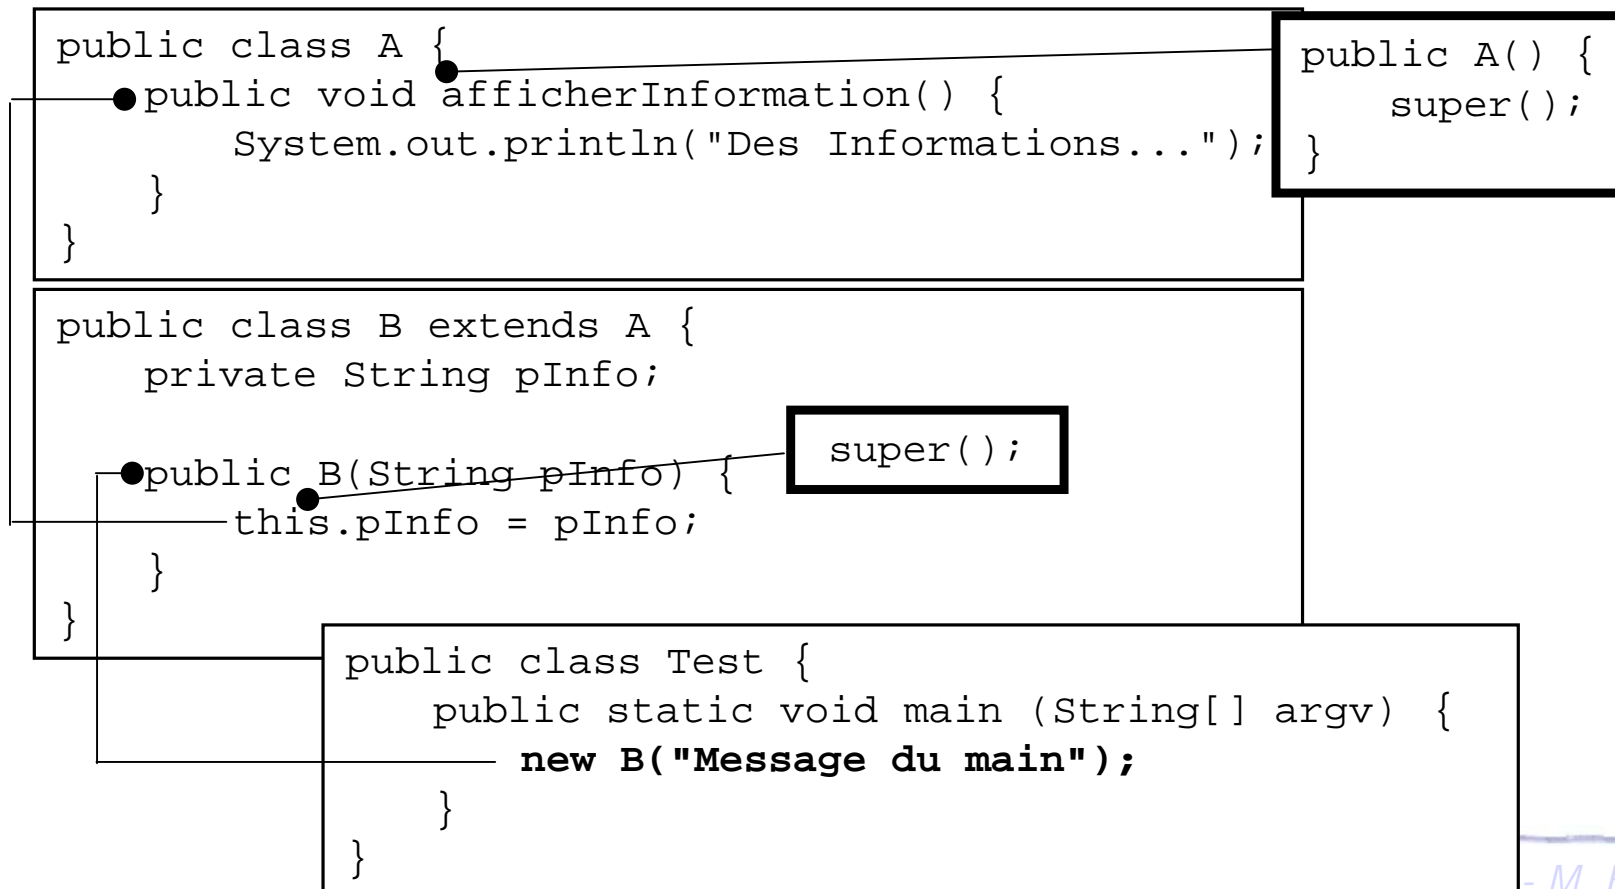 public class A {
public void afficherInformation() {
System.out.println("Des Informations...");
}
}
public A() {
super();
}
public class B extends A {
private String pInfo;
public B(String pInfo) {
super();
this.pInfo = pInfo;
}
}
public class Test {
public static void main (String[] argv) {
new B("Message du main");
}
}
- M.